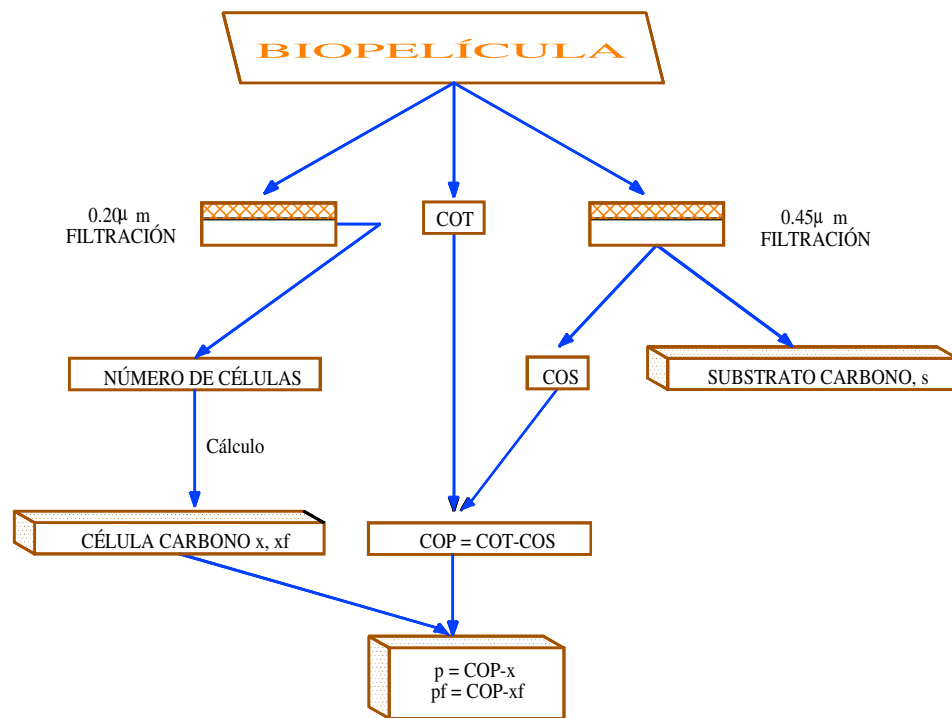 BIOPELÍCULA
0.20µ m
FILTRACIÓN
COT
0.45µ m
FILTRACIÓN
NÚMERO DE CÉLULAS
COS
SUBSTRATO CARBONO, s
Cálculo
CÉLULA CARBONO x, xf
COP = COT-COS
p = COP-x
pf = COP-xf